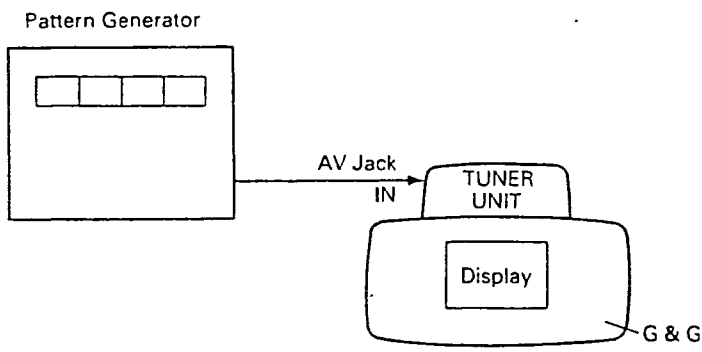 Pattern Generator
AV Jack
IN
TUNER
UNIT
Display
G & G